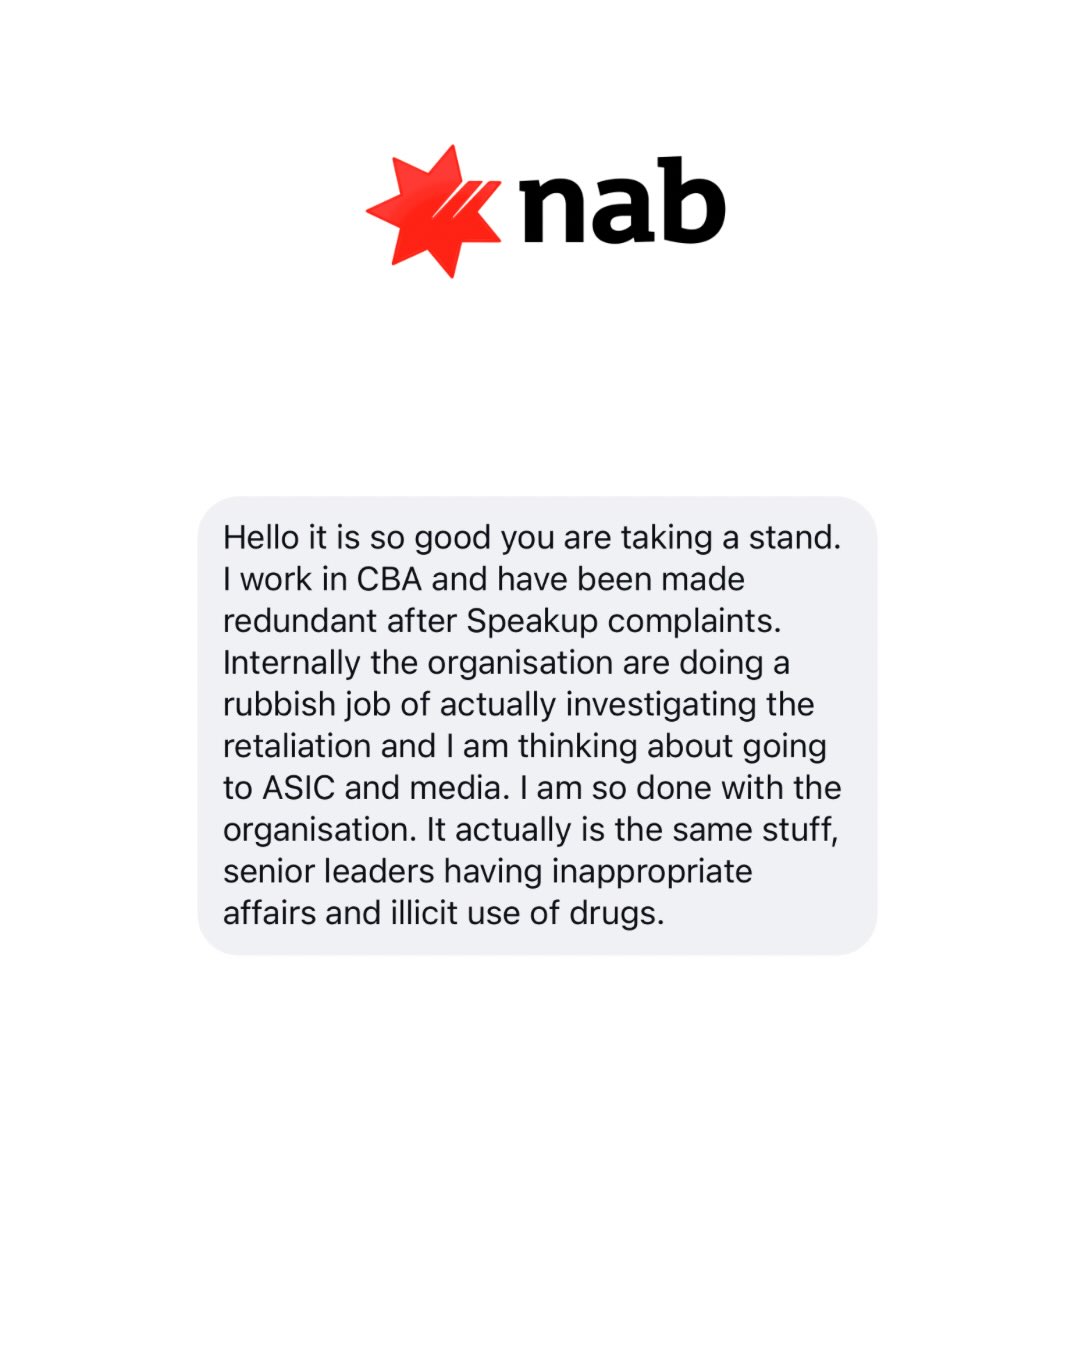 nab
Hello it is so good you are taking a stand.
I work in CBA and have been made
redundant after Speakup complaints.
Internally the organisation are doing a
rubbish job of actually investigating the
retaliation and I am thinking about going
to ASIC and media. I am so done with the
organisation. It actually is the same stuff,
senior leaders having inappropriate
affairs and illicit use of drugs.